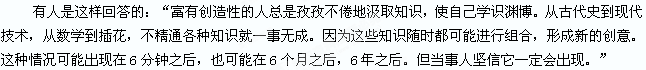 有人是这样回答的：“富有创造性的人总是孜孜不倦地汲取知识，使自己学识渊博。从古代史到现代
技术，从数学到插花，不精通各种知识就一事无成。因为这些知识随时都可能进行组合，形成新的创意。
这种情况可能出现在６分钟之后，也可能在６个月之后，６年之后。但当事人坚信它一定会出现。”